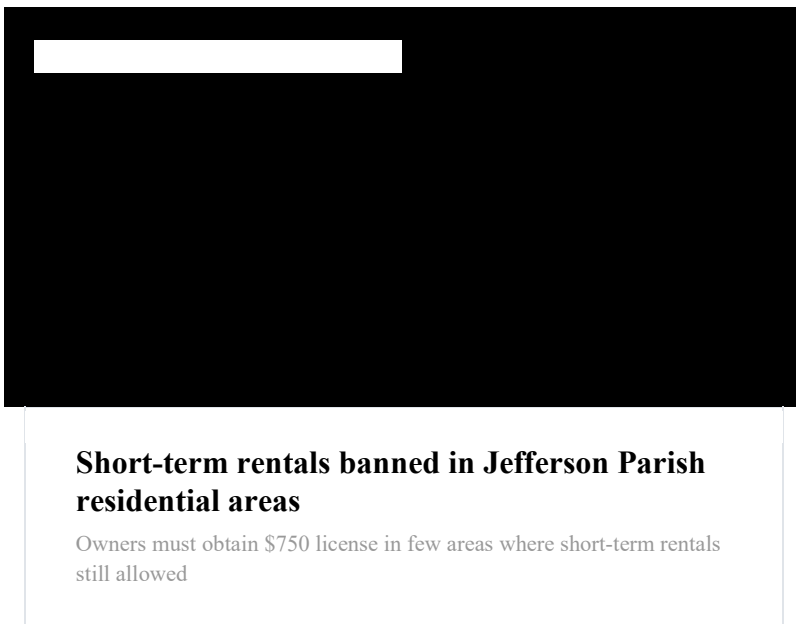 Short-term rentals banned in Jefferson Parish
residential areas
Owners must obtain $750 license in few areas where short-term rentals
still allowed